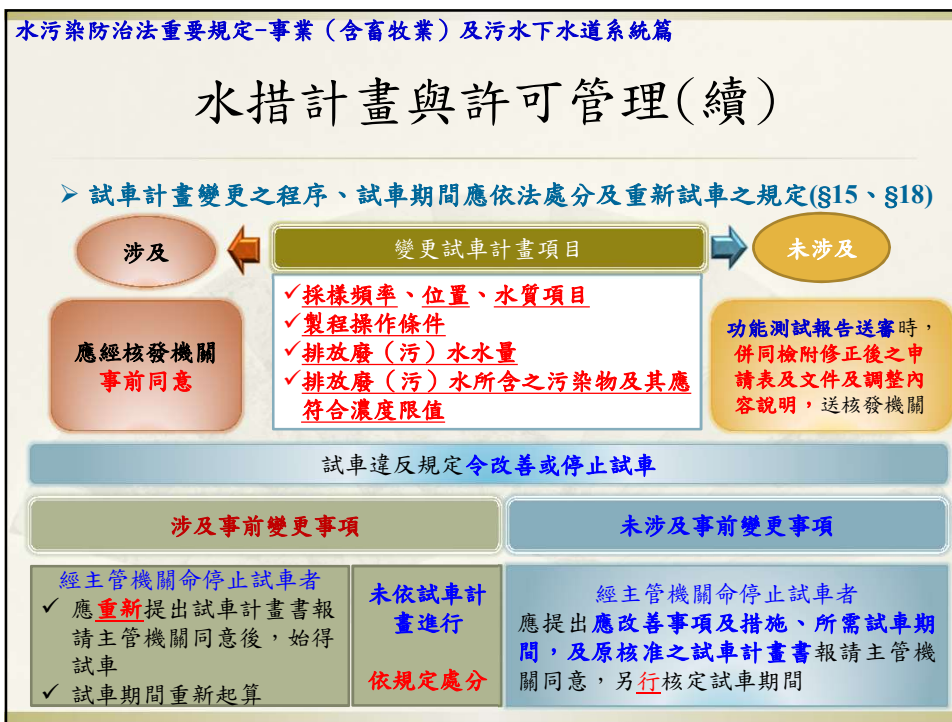 水污染防治法重要規定-事業（含畜牧業）及污水下水道系統篇
水措計畫與許可管理(續)
➢ 試車計畫變更之程序、試車期間應依法處分及重新試車之規定(§15、§18)
涉及
變更試車計畫項目
未涉及
應經核發機關
事前同意
✓採樣頻率、位置、水質項目
✓製程操作條件
✓排放廢（污）水水量
✓排放廢（污）水所含之污染物及其應
符合濃度限值
功能測試報告送審時，
併同檢附修正後之申
請表及文件及調整內
容說明，送核發機關
試車違反規定令改善或停止試車
涉及事前變更事項
未涉及事前變更事項
經主管機關命停止試車者
✓ 應重新提出試車計畫書報
請主管機關同意後，始得
試車
✓ 試車期間重新起算
未依試車計
畫進行
依規定處分
經主管機關命停止試車者
應提出應改善事項及措施、所需試車期
間，及原核准之試車計畫書報請主管機
關同意，另行核定試車期間